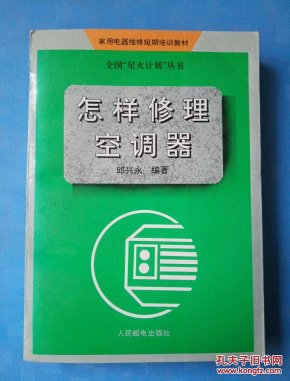 家用电器维修短期培训教材
全国“星火计划”丛书
怎样修理
空调器
邱兴永 编著
人民邮电出版社
孔夫子旧书网